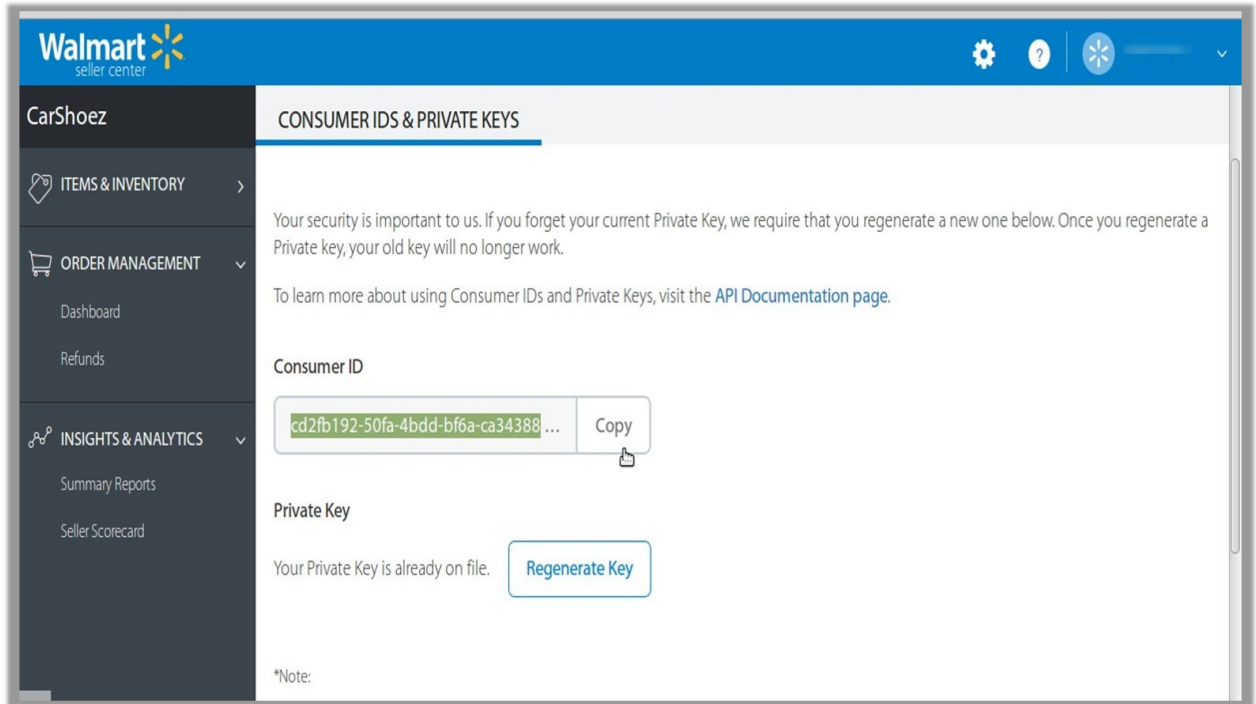 Walmart
seller center
?
CarShoez
ITEMS & INVENTORY
ORDER MANAGEMENT
Dashboard
Refunds
INSIGHTS & ANALYTICS
Summary Reports
Seller Scorecard
CONSUMER IDS & PRIVATE KEYS
Your security is important to us. If you forget your current Private Key, we require that you regenerate a new one below. Once you regenerate a
Private key, your old key will no longer work.
To learn more about using Consumer IDs and Private Keys, visit the API Documentation page.
Consumer ID
cd2fb192-50fa-4bdd-bf6a-ca34388 ...
Copy
Private Key
Your Private Key is already on file.
Regenerate Key
*Note: